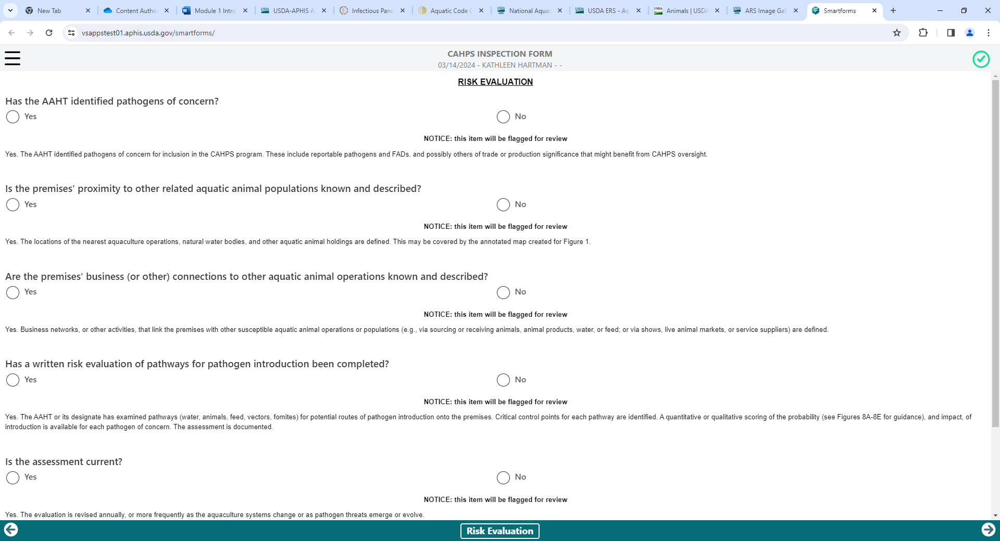 New Tab
Content Autho
Module 1 Intro
USDA-APHIS A
Infectious Panc
Aquatic Code
National Aquac
USDA ERS - Aq
Animals | USDA
ARS Image Gal
Smartforms
vsappstest01.aphis.usda.gov/smartforms/
CAHPS INSPECTION FORM
03/14/2024 - KATHLEEN HARTMAN - -
RISK EVALUATION
Has the AAHT identified pathogens of concern?
Yes No
NOTICE: this item will be flagged for review
Yes. The AAHT identified pathogens of concern for inclusion in the CAHPS program. These include reportable pathogens and FADs, and possibly others of trade or production significance that might benefit from CAHPS oversight.
Is the premises' proximity to other related aquatic animal populations known and described?
Yes No
NOTICE: this item will be flagged for review
Yes. The locations of the nearest aquaculture operations, natural water bodies, and other aquatic animal holdings are defined. This may be covered by the annotated map created for Figure 1.
Are the premises' business (or other) connections to other aquatic animal operations known and described?
Yes No
NOTICE: this item will be flagged for review
Yes. Business networks, or other activities, that link the premises with other susceptible aquatic animal operations or populations (e.g., via sourcing or receiving animals, animal products, water, or feed; or via shows, live animal markets, or service suppliers) are defined.
Has a written risk evaluation of pathways for pathogen introduction been completed?
Yes No
NOTICE: this item will be flagged for review
Yes. The AAHT or its designate has examined pathways (water, animals, feed, vectors, fomites) for potential routes of pathogen introduction onto the premises. Critical control points for each pathway are identified. A quantitative or qualitative scoring of the probability (see Figures 8A-8E for guidance), and impact, of
introduction is available for each pathogen of concern. The assessment is documented.
Is the assessment current?
Yes No
NOTICE: this item will be flagged for review
Yes. The evaluation is revised annually, or more frequently as the aquaculture systems change or as pathogen threats emerge or evolve.
Risk Evaluation